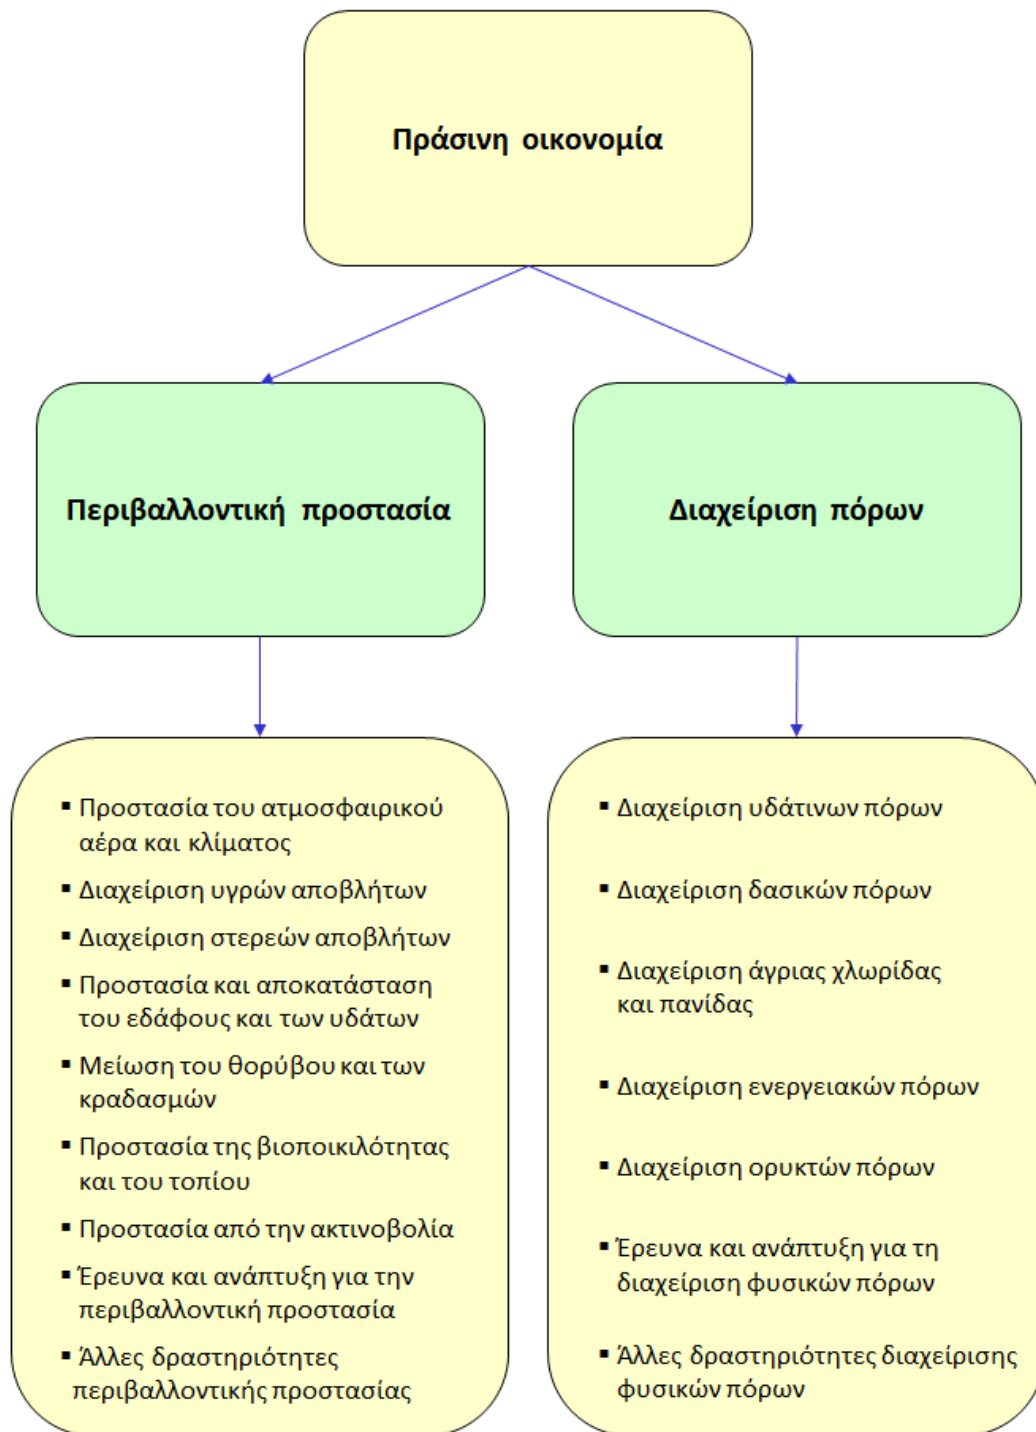 Πράσινη οικονομία
Περιβαλλοντική προστασία
Διαχείριση πόρων
▪ Προστασία του ατμοσφαιρικού
αέρα και κλίματος
▪ Διαχείριση υγρών αποβλήτων
▪ Διαχείριση στερεών αποβλήτων
▪ Προστασία και αποκατάσταση
του εδάφους και των υδάτων
▪ Μείωση του θορύβου και των
κραδασμών
▪ Προστασία της βιοποικιλότητας
και του τοπίου
▪ Προστασία από την ακτινοβολία
▪ Έρευνα και ανάπτυξη για την
περιβαλλοντική προστασία
▪ Άλλες δραστηριότητες
περιβαλλοντικής προστασίας
▪ Διαχείριση υδάτινων πόρων
▪ Διαχείριση δασικών πόρων
▪ Διαχείριση άγριας χλωρίδας
και πανίδας
▪ Διαχείριση ενεργειακών πόρων
▪ Διαχείριση ορυκτών πόρων
▪ Έρευνα και ανάπτυξη για τη
διαχείριση φυσικών πόρων
▪ Άλλες δραστηριότητες διαχείρισης
φυσικών πόρων